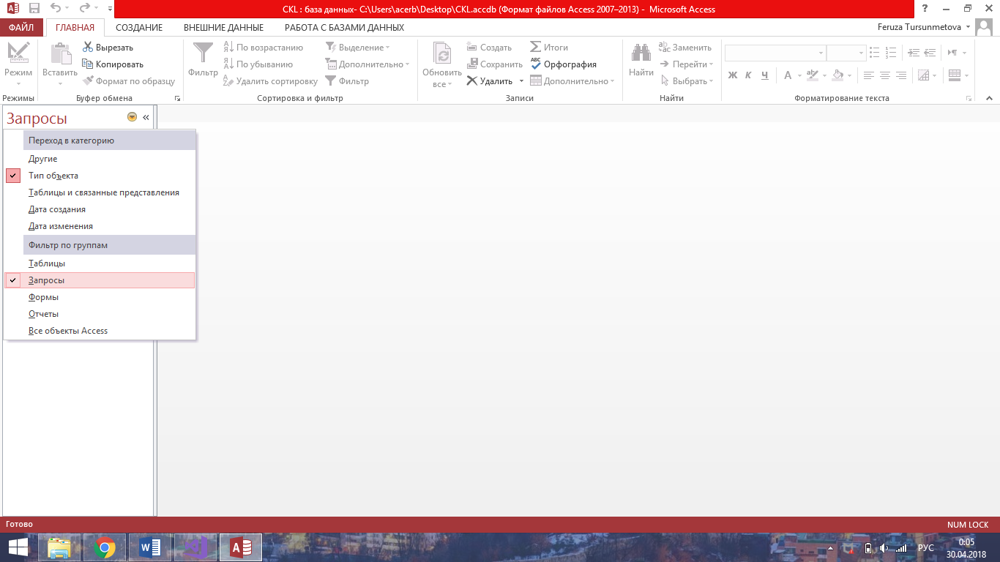 CKL : база данных- C:\Users\acerb\Desktop\CKL.accdb (Формат файлов Access 2007–2013) - Microsoft Access
ФАЙЛ ГЛАВНАЯ СОЗДАНИЕ ВНЕШНИЕ ДАННЫЕ РАБОТА С БАЗАМИ ДАННЫХ Feruza Tursunmetova
Режим
Режимы
Вставить
Вырезать
Копировать
Формат по образцу
Буфер обмена
Фильтр
По возрастанию
По убыванию
Удалить сортировку
Выделение
Дополнительно
Фильтр
Сортировка и фильтр
Обновить
все
Создать
Сохранить
Удалить
Итоги
Орфография
Дополнительно
Записи
Найти
Заменить
Перейти
Выбрать
Найти
Ж К Ч А
Форматирование текста
Запросы
Переход в категорию
Другие
Тип объекта
Таблицы и связанные представления
Дата создания
Дата изменения
Фильтр по группам
Таблицы
Запросы
Формы
Отчеты
Все объекты Access
Готово
NUM LOCK
РУС
0:05
30.04.2018